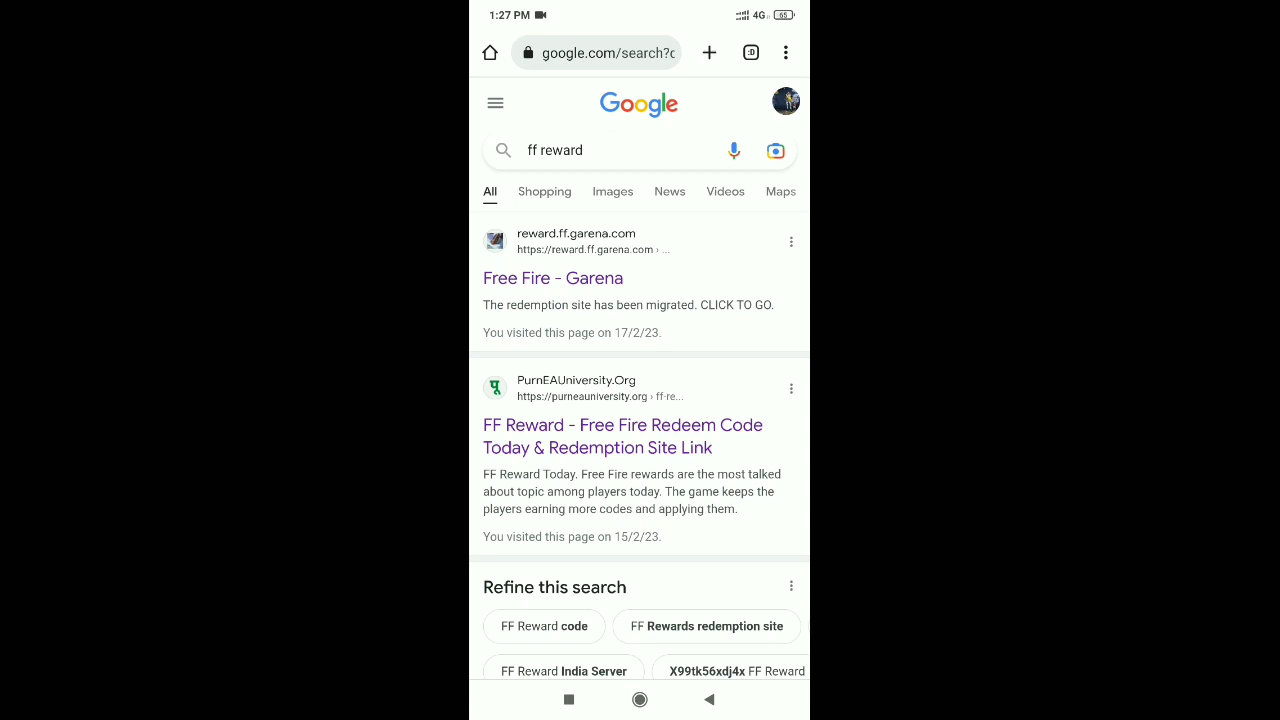 1:27 PM
4G
65
google.com/search?c
:D
Google
ff reward
All Shopping Images News Videos Maps
reward.ff.garena.com
https://reward.ff.garena.com › ...
Free Fire - Garena
The redemption site has been migrated. CLICK TO GO.
You visited this page on 17/2/23.
पू
PurnEAUniversity.Org
https://purneauniversity.org › ff-re...
FF Reward - Free Fire Redeem Code
Today & Redemption Site Link
FF Reward Today. Free Fire rewards are the most talked
about topic among players today. The game keeps the
players earning more codes and applying them.
You visited this page on 15/2/23.
Refine this search
FF Reward code
FF Rewards redemption site
FF Reward India Server
X99tk56xdj4x FF Reward